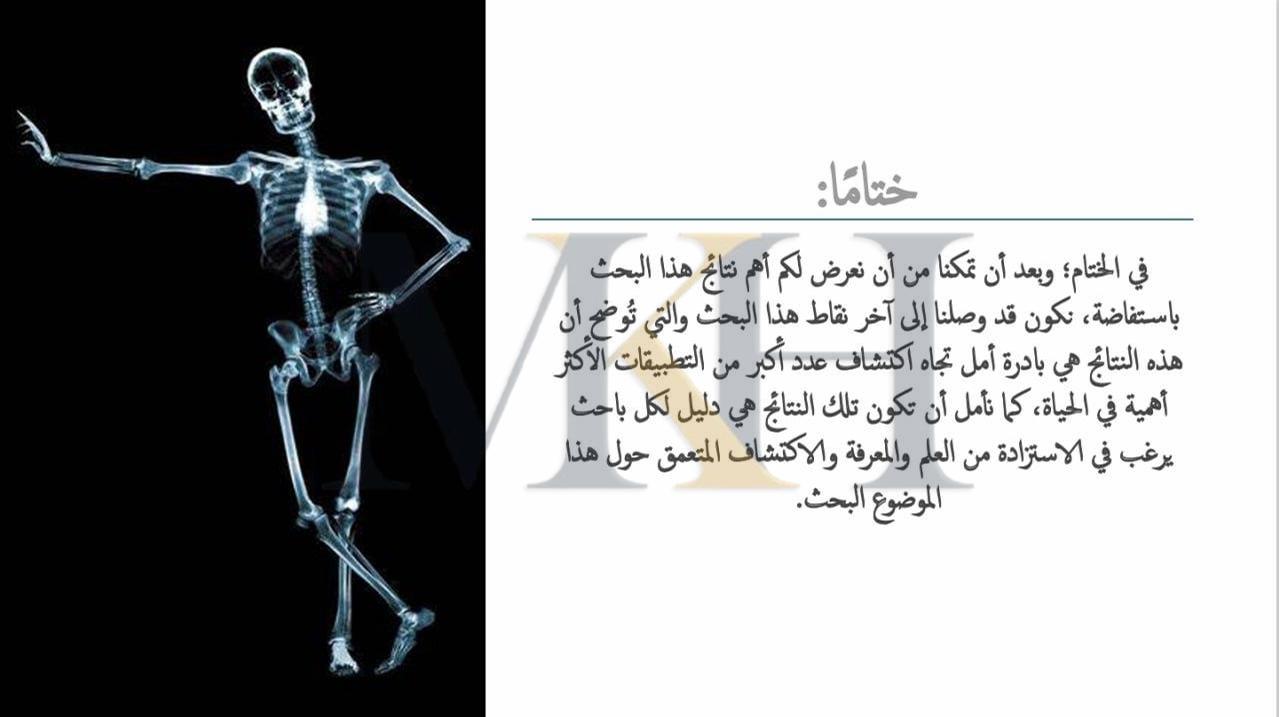 ختامًا:
في الختام؛ وبعد أن تمكنا من أن نعرض لكم أهم نتائج هذا البحث
باستفاضة، نكون قد وصلنا إلى آخر نقاط هذا البحث والتي تُوضح أن
هذه النتائج هي بادرة أمل تجاه اكتشاف عدد أكبر من التطبيقات الأكثر
أهمية في الحياة، كما نأمل أن تكون تلك النتائج هي دليل لكل باحث
يرغب في الاستزادة من العلم والمعرفة والاكتشاف المتعمق حول هذا
الموضوع البحث.
MKH